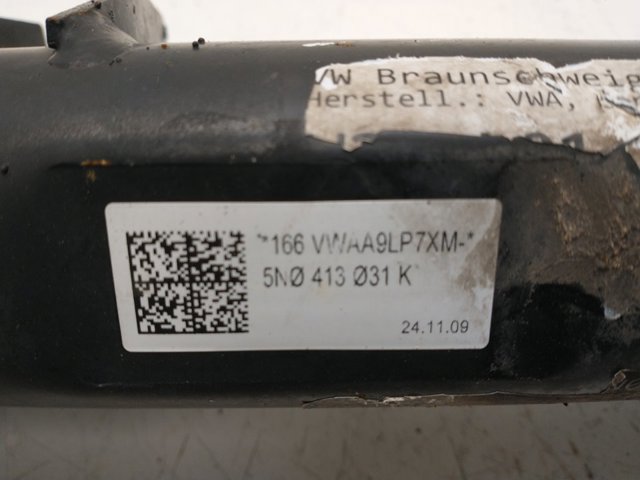 VW Braunschweig
Herstell.: VWA,
*166 VWAA9LP7XM-*
5NØ 413 Ø31 K
24.11.09